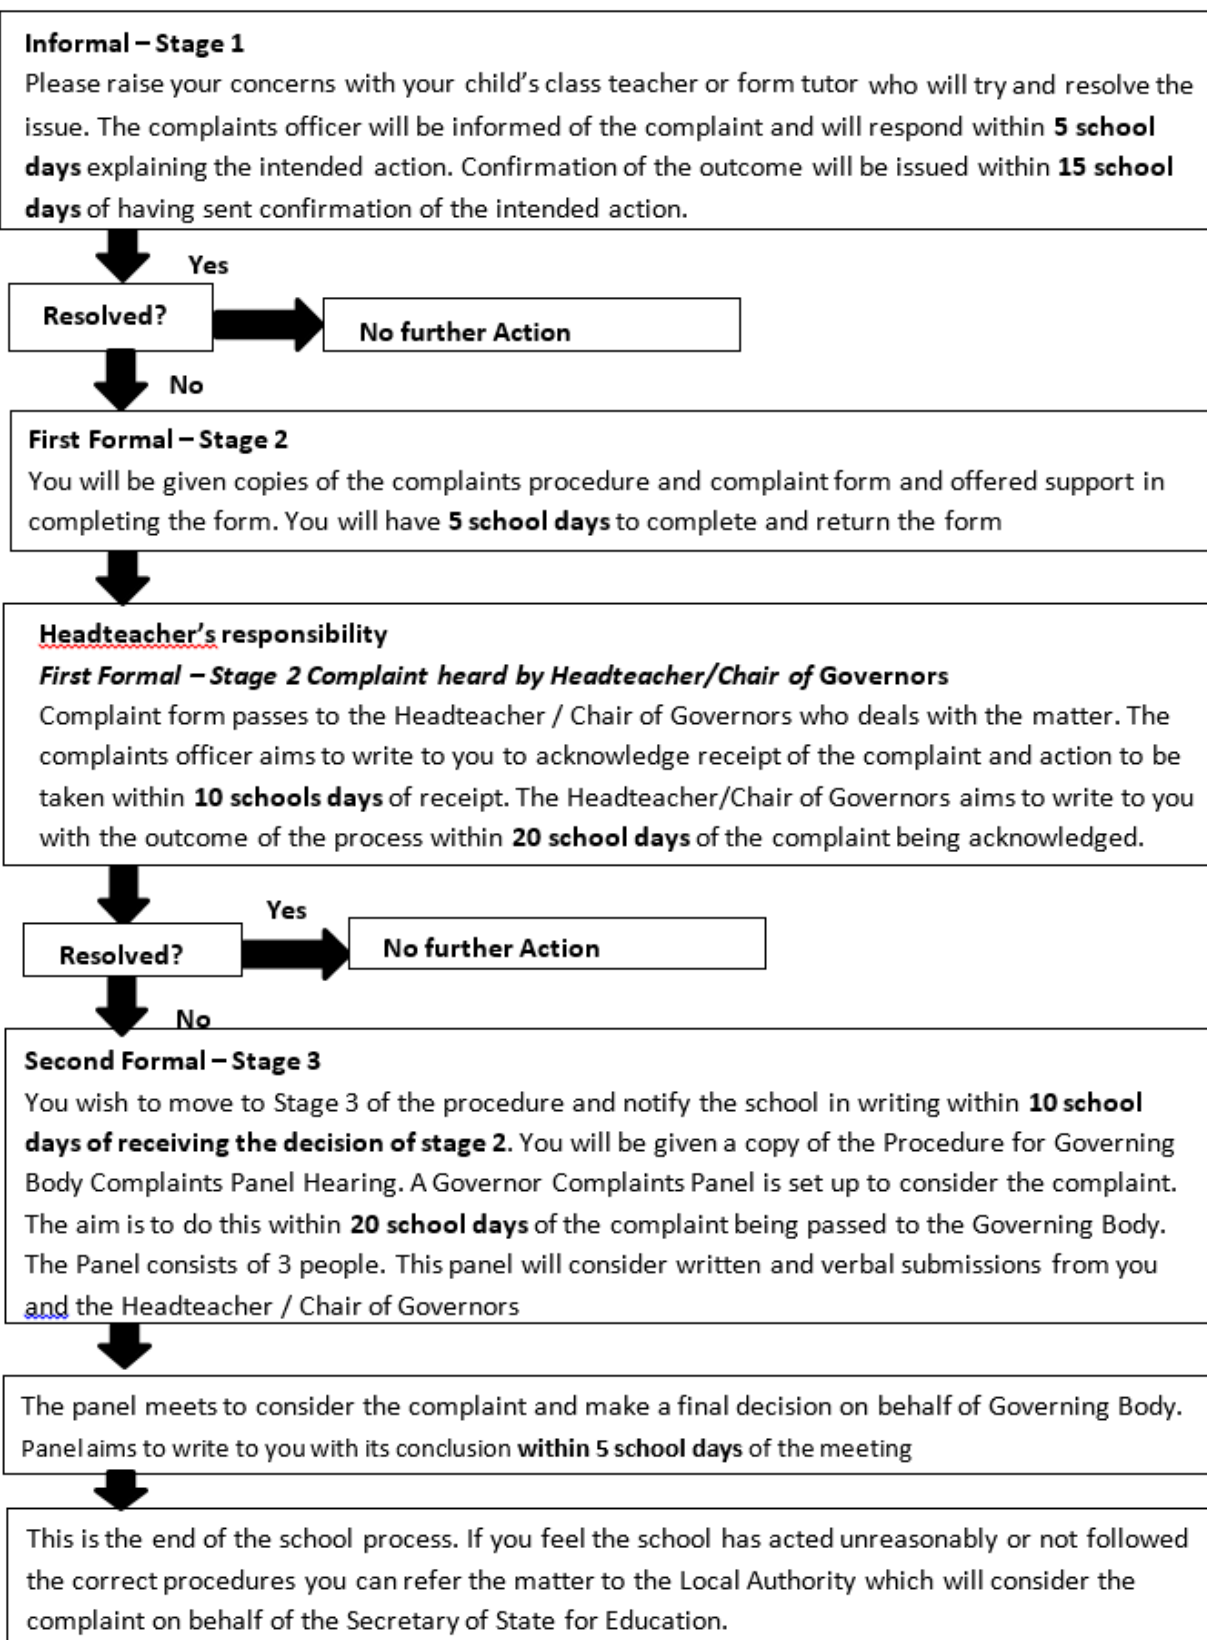 Informal – Stage 1
Please raise your concerns with your child’s class teacher or form tutor who will try and resolve the
issue. The complaints officer will be informed of the complaint and will respond within 5 school
days explaining the intended action. Confirmation of the outcome will be issued within 15 school
days of having sent confirmation of the intended action.
Yes
Resolved?
No further Action
No
First Formal – Stage 2
You will be given copies of the complaints procedure and complaint form and offered support in
completing the form. You will have 5 school days to complete and return the form
Headteacher’s responsibility
First Formal – Stage 2 Complaint heard by Headteacher/Chair of Governors
Complaint form passes to the Headteacher / Chair of Governors who deals with the matter. The
complaints officer aims to write to you to acknowledge receipt of the complaint and action to be
taken within 10 schools days of receipt. The Headteacher/Chair of Governors aims to write to you
with the outcome of the process within 20 school days of the complaint being acknowledged.
Yes
Resolved?
No further Action
No
Second Formal – Stage 3
You wish to move to Stage 3 of the procedure and notify the school in writing within 10 school
days of receiving the decision of stage 2. You will be given a copy of the Procedure for Governing
Body Complaints Panel Hearing. A Governor Complaints Panel is set up to consider the complaint.
The aim is to do this within 20 school days of the complaint being passed to the Governing Body.
The Panel consists of 3 people. This panel will consider written and verbal submissions from you
and the Headteacher / Chair of Governors
The panel meets to consider the complaint and make a final decision on behalf of Governing Body.
Panel aims to write to you with its conclusion within 5 school days of the meeting
This is the end of the school process. If you feel the school has acted unreasonably or not followed
the correct procedures you can refer the matter to the Local Authority which will consider the
complaint on behalf of the Secretary of State for Education.